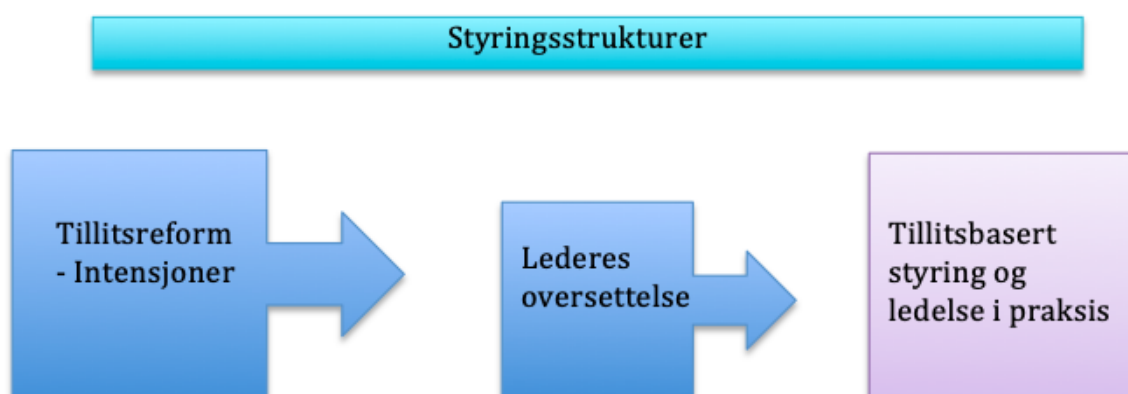 Styringsstrukturer
Tillitsreform
- Intensjoner
Lederes
oversettelse
Tillitsbasert
styring og
ledelse i praksis